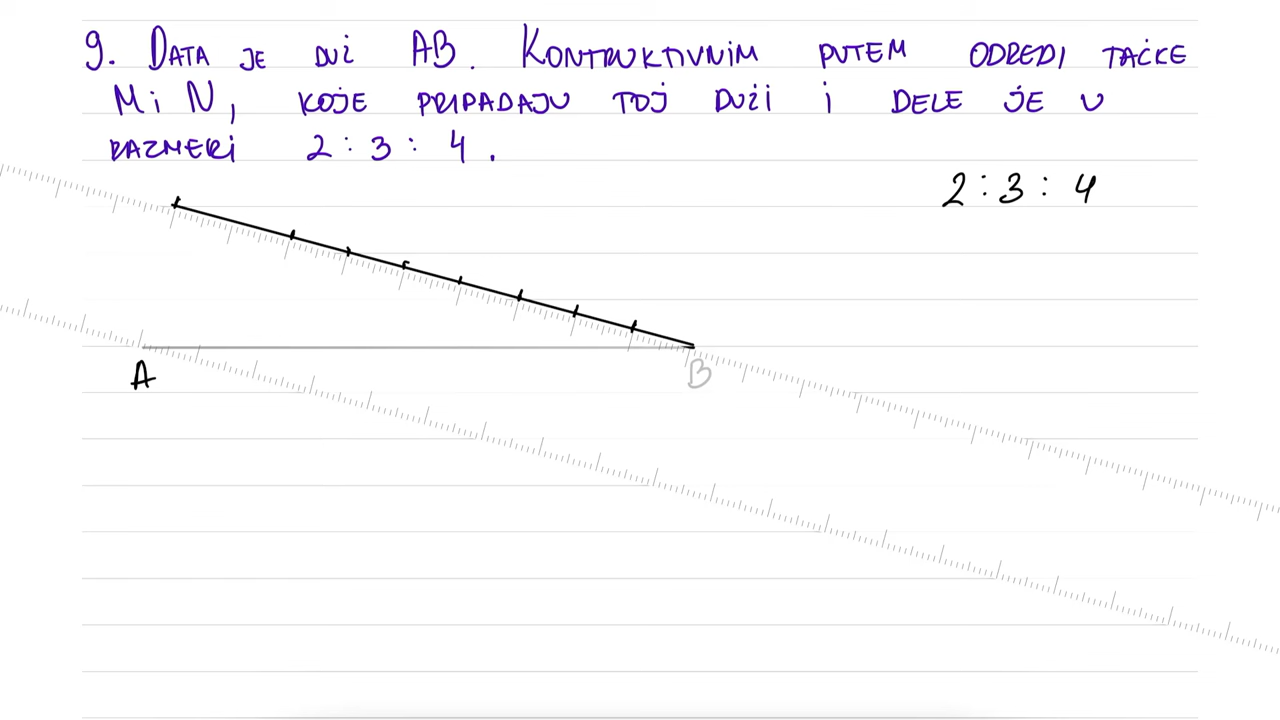 9. DATA JE DUŽ AB. KONTRUKTIVNIM PUTEM ODREDI TAČKE
M i N, KOJE PRIPADAJU TOJ DUŽI I DELE JE U
RAZMERI 2 : 3 : 4.
2 : 3 : 4
A
B